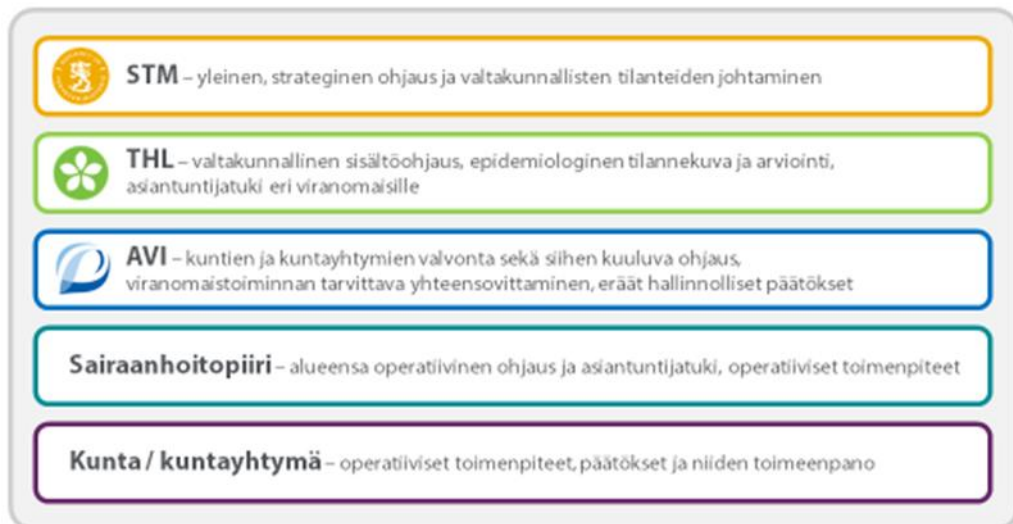 STM – yleinen, strateginen ohjaus ja valtakunnallisten tilanteiden johtaminen
THL – valtakunnallinen sisältöohjaus, epidemiologinen tilannekuva ja arviointi,
asiantuntijatuki eri viranomaisille
AVI – kuntien ja kuntayhtymien valvonta sekä siihen kuuluva ohjaus,
viranomaistoiminnan tarvittava yhteensovittaminen, eräät hallinnolliset päätökset
Sairaanhoitopiiri – alueensa operatiivinen ohjaus ja asiantuntijatuki, operatiiviset toimenpiteet
Kunta / kuntayhtymä – operatiiviset toimenpiteet, päätökset ja niiden toimeenpano